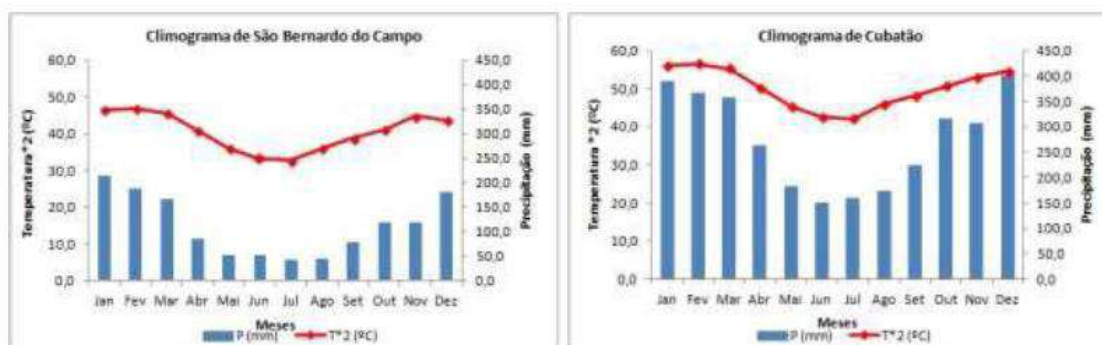 Climograma de São Bernardo do Campo
Temperatura*2 (ºC)
60,0
50,0
40,0
30,0
20,0
10,0
0,0
450,0
400,0
350,0
300,0
250,0
200,0
150,0
100,0
50,0
0,0
Precipitação (mm)
Jan Fev Mar Abr Mai Jun Jul Ago Set Out Nov Dez
Meses
P (mm) T*2 (ºC)
Climograma de Cubatão
Temperatura*2 (ºC)
60,0
50,0
40,0
30,0
20,0
10,0
0,0
450,0
400,0
350,0
300,0
250,0
200,0
150,0
100,0
50,0
0,0
Precipitação (mm)
Jan Fev Mar Abr Mai Jun Jul Ago Set Out Nov Dez
Meses
P (mm) T*2 (ºC)